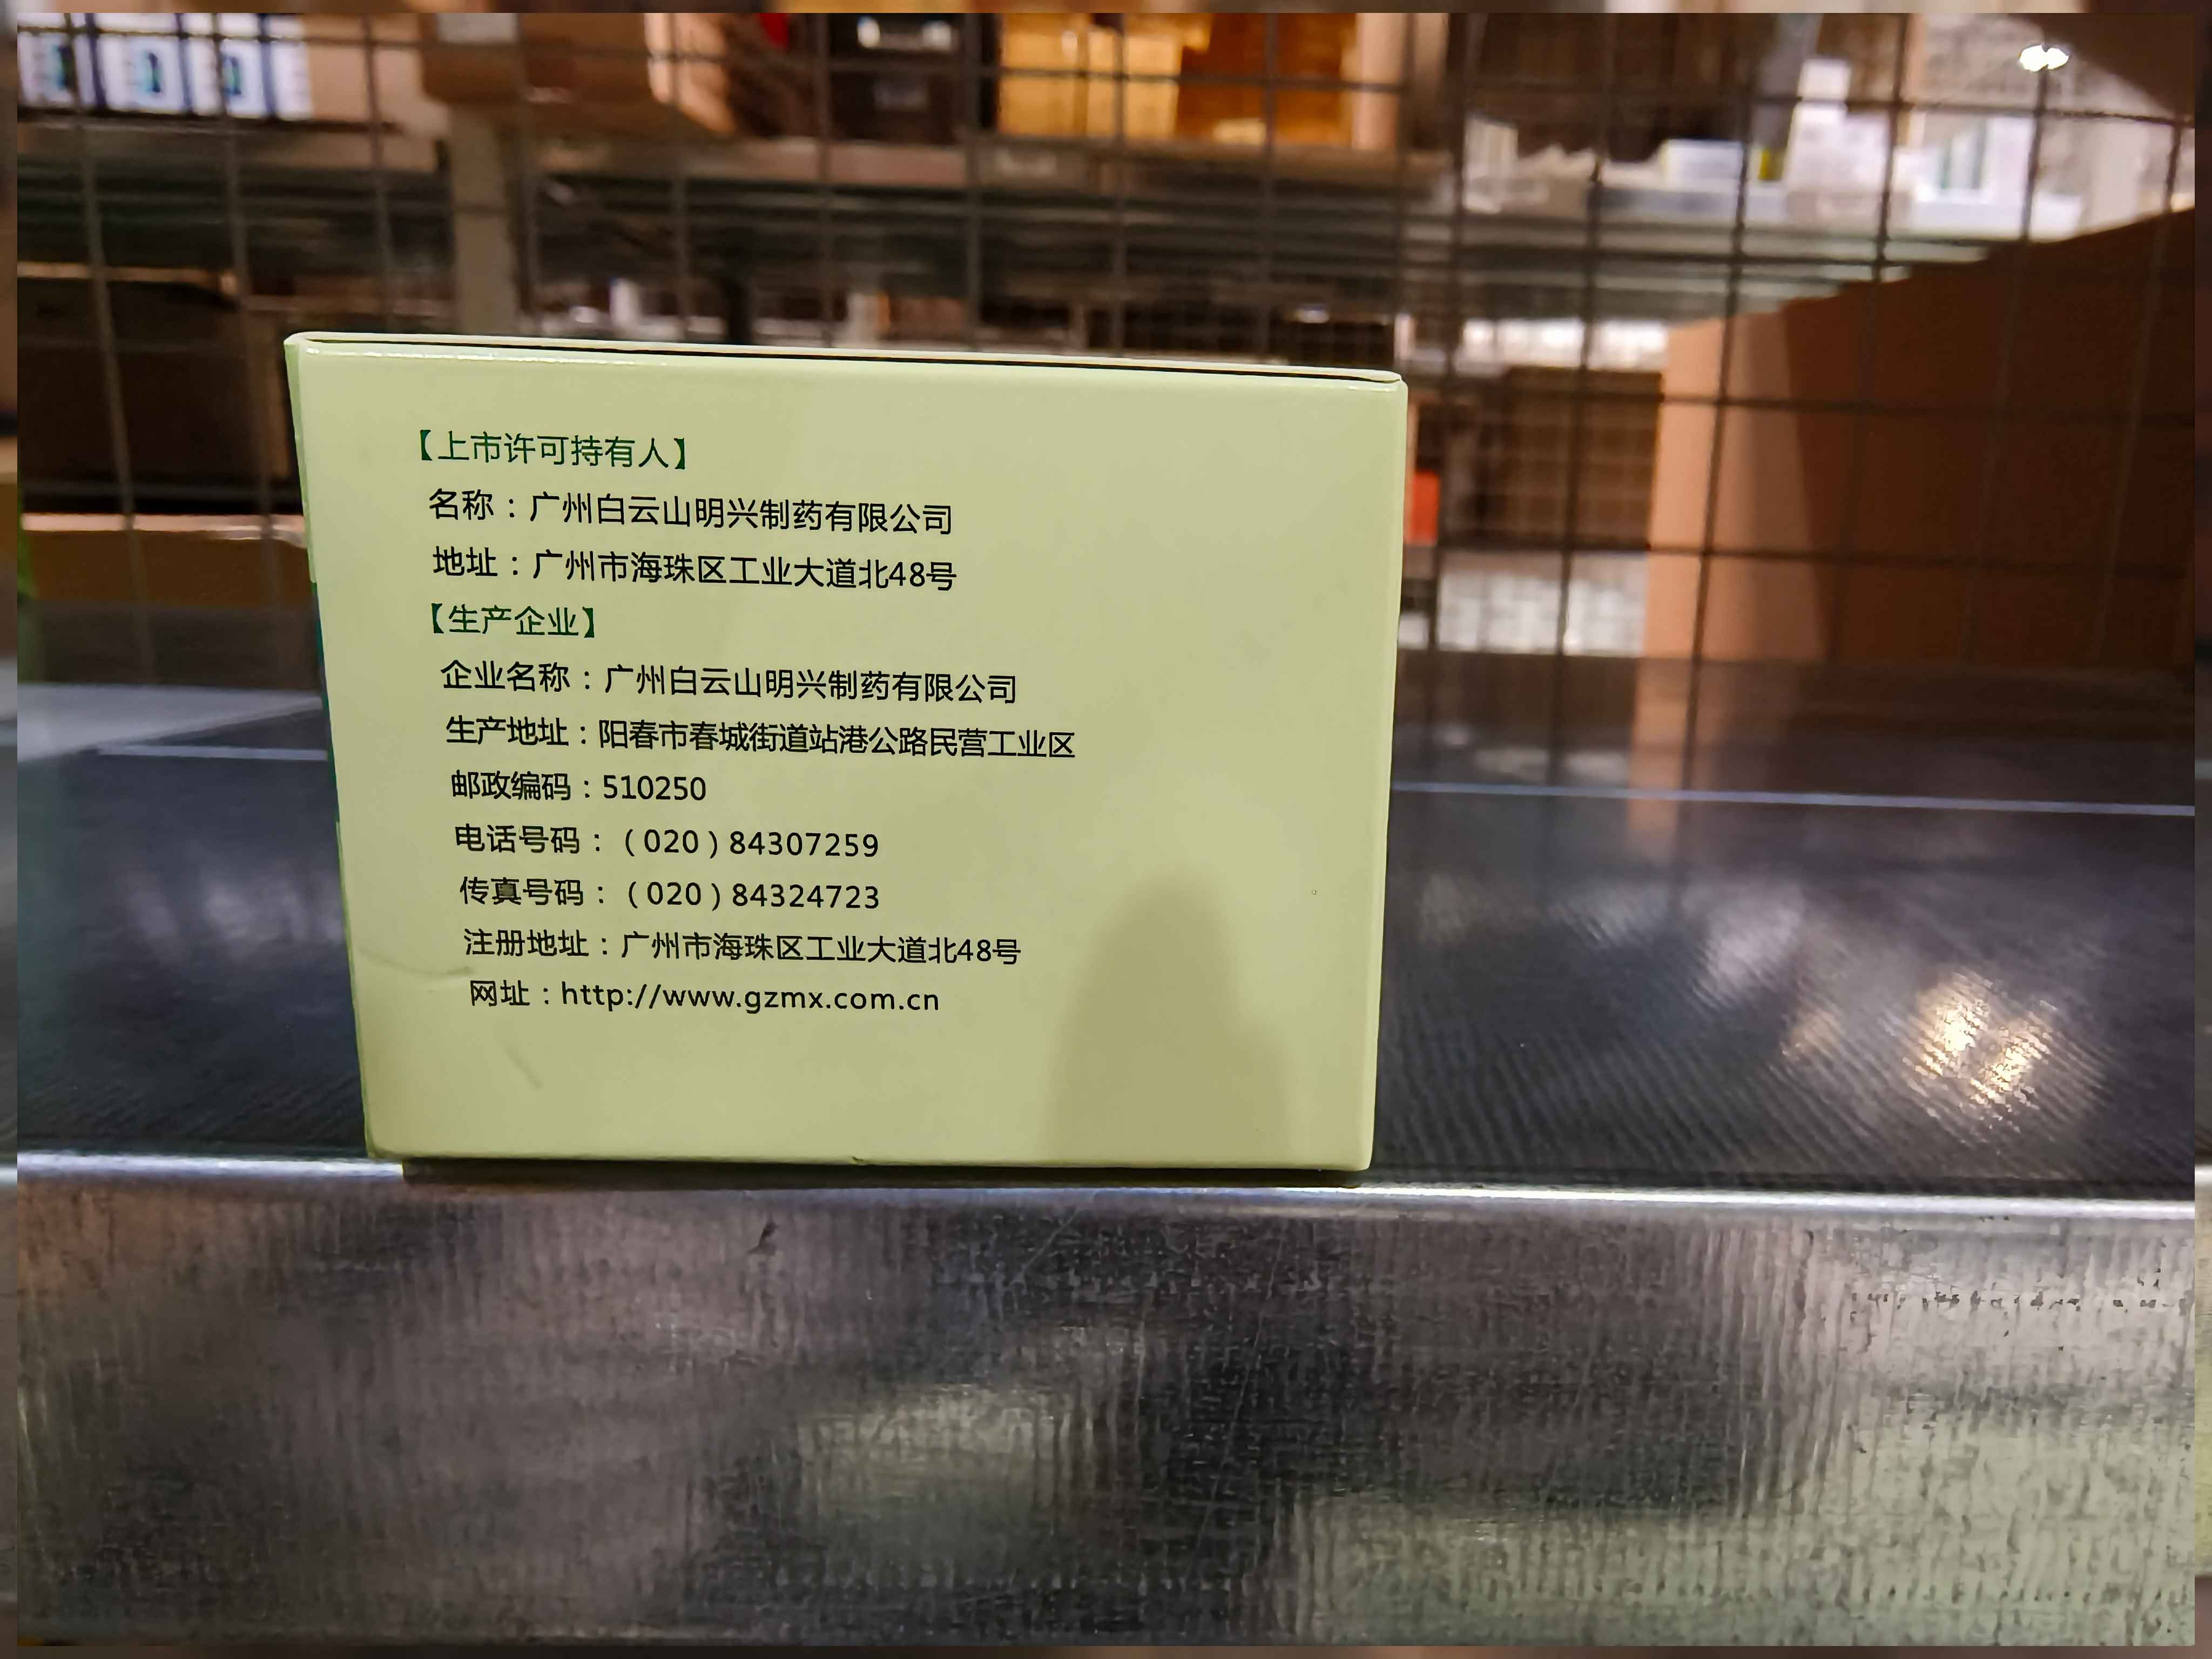 【上市许可持有人】
名称：广州白云山明兴制药有限公司
地址：广州市海珠区工业大道北48号
【生产企业】
企业名称：广州白云山明兴制药有限公司
生产地址：阳春市春城街道站港公路民营工业区
邮政编码：510250
电话号码：（020）84307259
传真号码：（020）84324723
注册地址：广州市海珠区工业大道北48号
网址：http://www.gzmx.com.cn